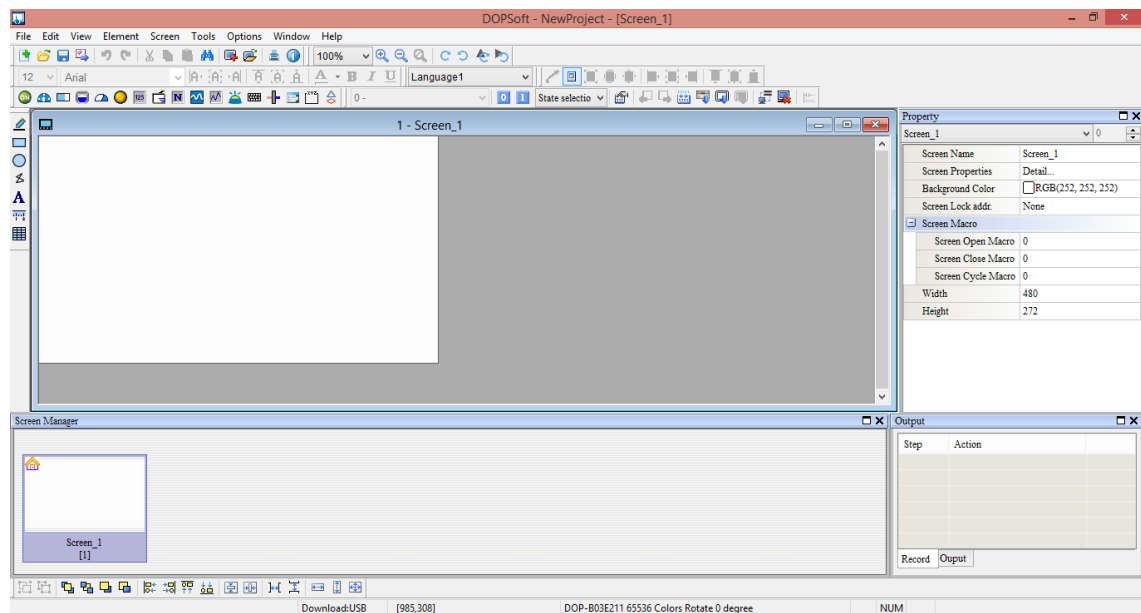 DOPSoft - NewProject - [Screen_1]
File Edit View Element Screen Tools Options Window Help
100%
12 Arial A A A A A A A B I U Language1
ON 123 N 0 - 0 1 State selectio
1 - Screen_1
A
Property
Screen_1 0
Screen Name Screen_1
Screen Properties Detail...
Background Color RGB(252, 252, 252)
Screen Lock addr. None
Screen Macro
Screen Open Macro 0
Screen Close Macro 0
Screen Cycle Macro 0
Width 480
Height 272
Screen Manager
Screen_1
[1]
Output
Step Action
Record Ouput
Download:USB [985,308] DOP-B03E211 65536 Colors Rotate 0 degree NUM